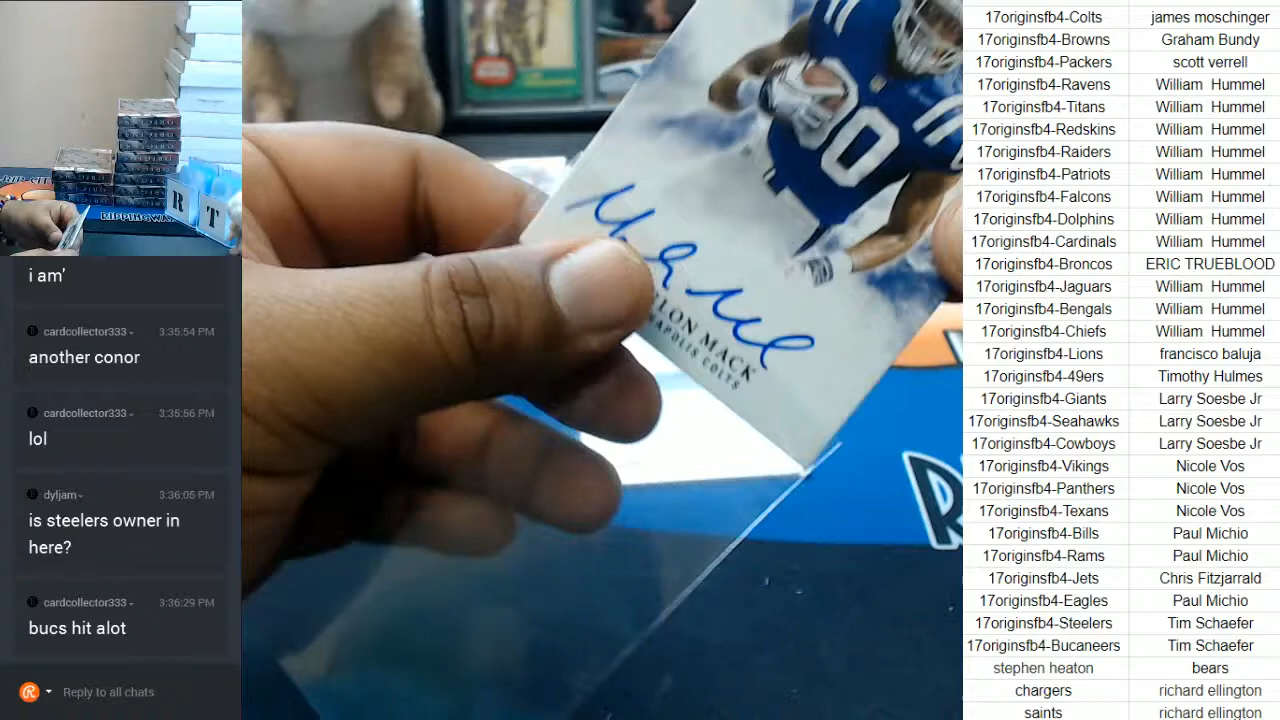 i am'
cardcollector333 3:35:54 PM
another conor
cardcollector333 3:35:56 PM
lol
dyljam 3:36:05 PM
is steelers owner in
here?
cardcollector333 3:36:29 PM
bucs hit alot
Reply to all chats
R T
RIPPINGWA
30
LON MACK
NAPOLIS COLTS
R
17originsfb4-Colts james moschinger
17originsfb4-Browns Graham Bundy
17originsfb4-Packers scott verrell
17originsfb4-Ravens William Hummel
17originsfb4-Titans William Hummel
17originsfb4-Redskins William Hummel
17originsfb4-Raiders William Hummel
17originsfb4-Patriots William Hummel
17originsfb4-Falcons William Hummel
17originsfb4-Dolphins William Hummel
17originsfb4-Cardinals William Hummel
17originsfb4-Broncos ERIC TRUEBLOOD
17originsfb4-Jaguars William Hummel
17originsfb4-Bengals William Hummel
17originsfb4-Chiefs William Hummel
17originsfb4-Lions francisco baluja
17originsfb4-49ers Timothy Hulmes
17originsfb4-Giants Larry Soesbe Jr
17originsfb4-Seahawks Larry Soesbe Jr
17originsfb4-Cowboys Larry Soesbe Jr
17originsfb4-Vikings Nicole Vos
17originsfb4-Panthers Nicole Vos
17originsfb4-Texans Nicole Vos
17originsfb4-Bills Paul Michio
17originsfb4-Rams Paul Michio
17originsfb4-Jets Chris Fitzjarrald
17originsfb4-Eagles Paul Michio
17originsfb4-Steelers Tim Schaefer
17originsfb4-Bucaneers Tim Schaefer
stephen heaton bears
chargers richard ellington
saints richard ellington